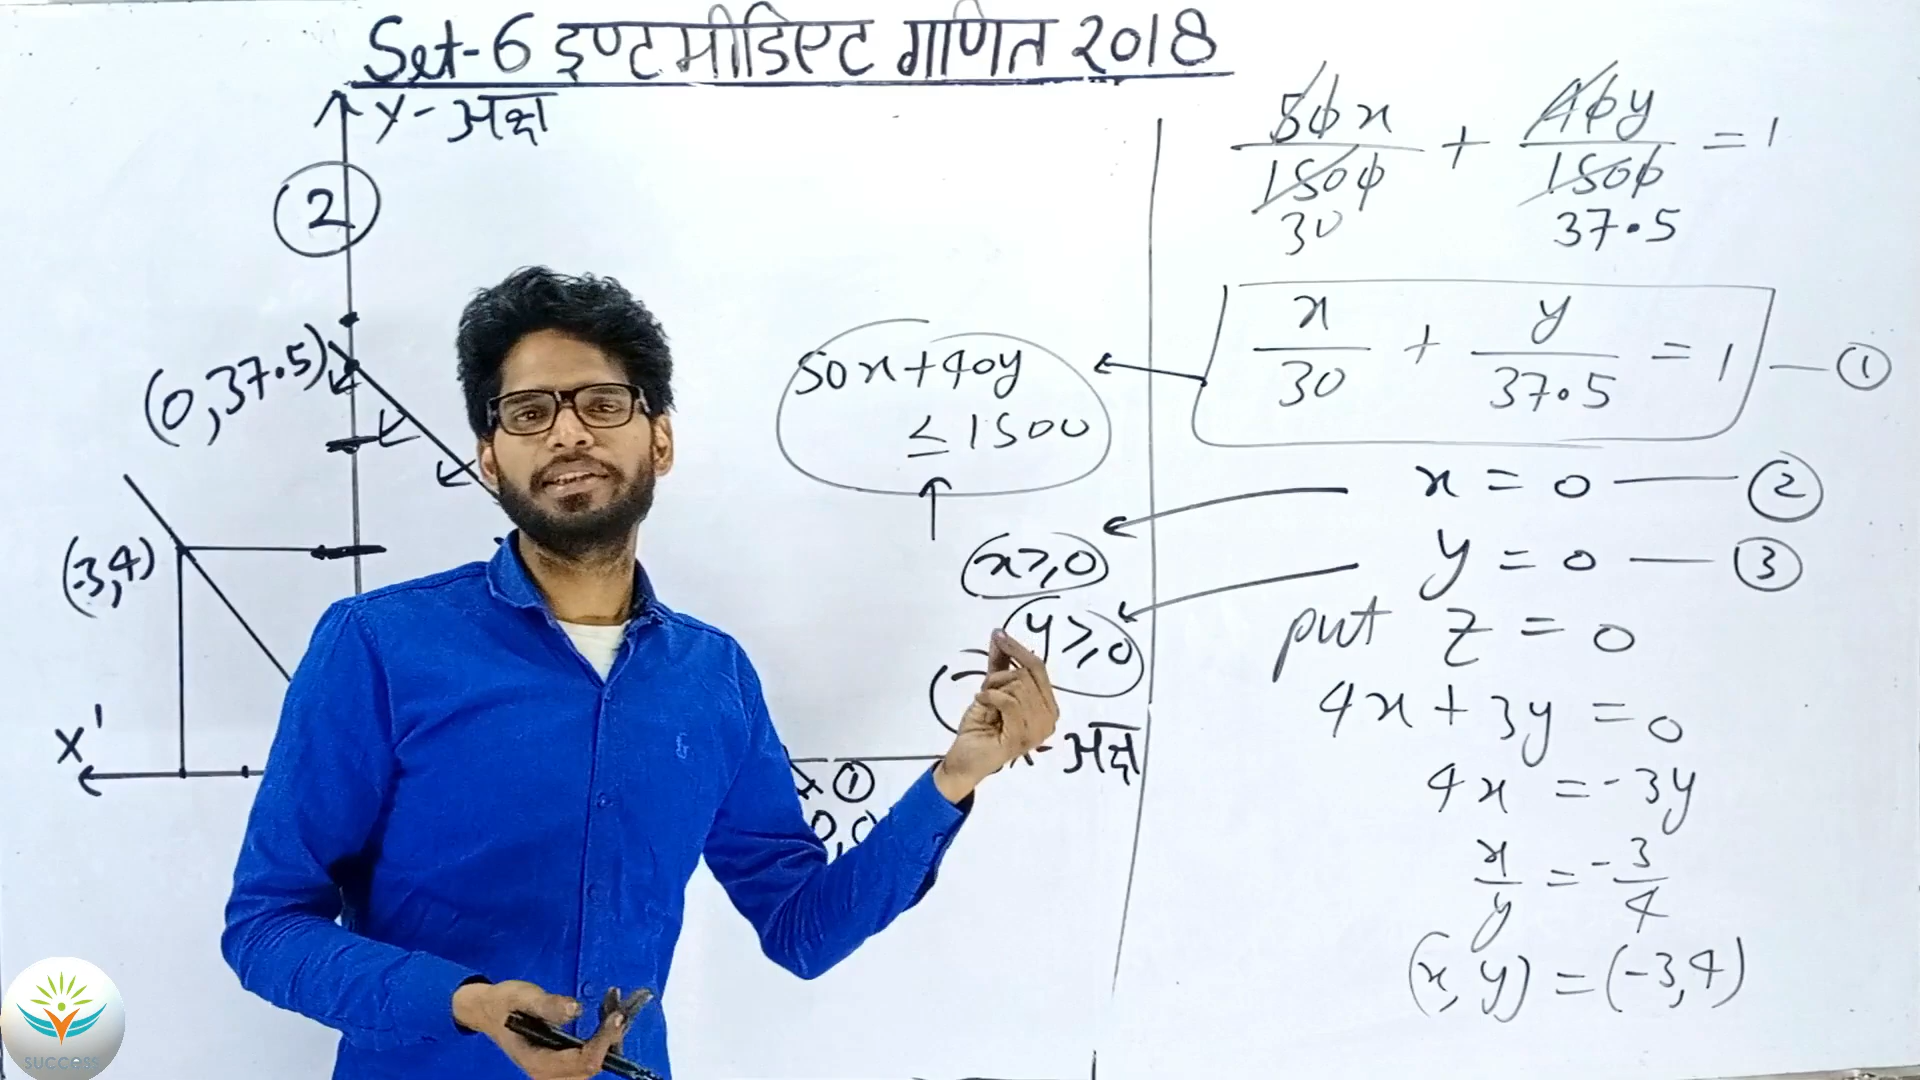 Set-6 इण्टरमीडिएट गणित 2018
y-अक्ष
2
(0,37.5)
(-3,4)
x'
50x+40y
≤1500
x≥0
y≥0
x-अक्ष
①
50x/1500 + 40y/1500 = 1
30 37.5
x/30 + y/37.5 = 1 — ①
x = 0 — ②
y = 0 — ③
put z = 0
4x + 3y = 0
4x = -3y
x/y = -3/4
(x, y) = (-3,4)
SUCCESS